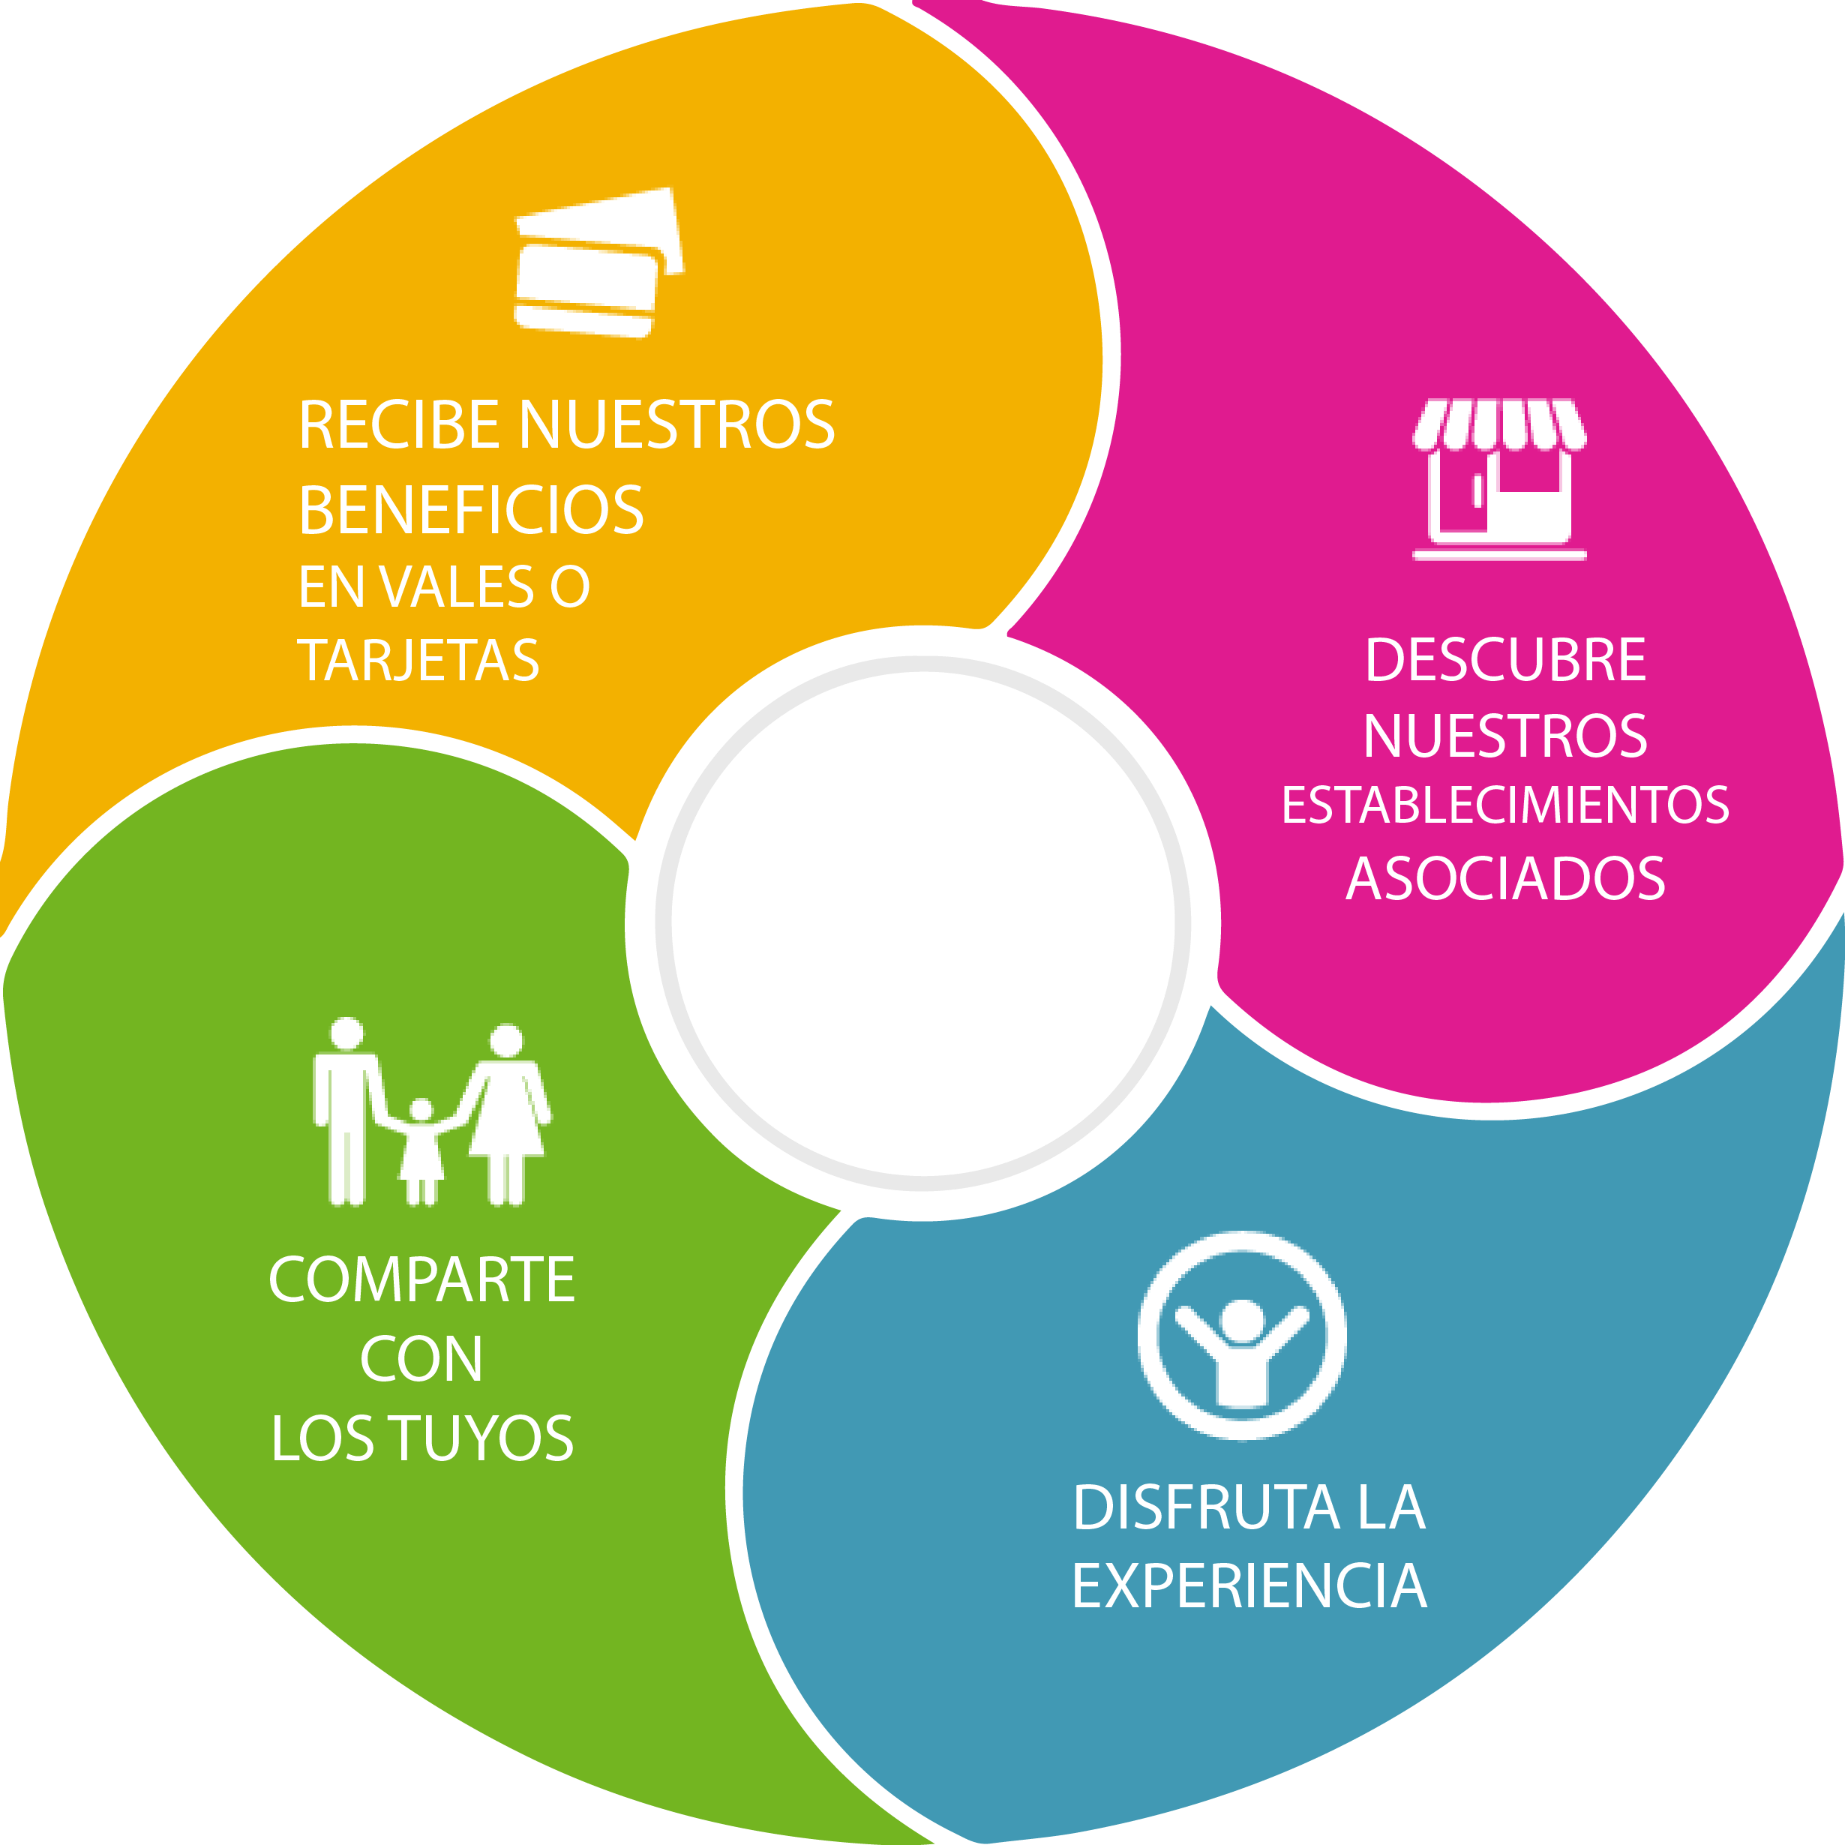 RECIBE NUESTROS
BENEFICIOS
EN VALES O
TARJETAS
DESCUBRE
NUESTROS
ESTABLECIMIENTOS
ASOCIADOS
COMPARTE
CON
LOS TUYOS
DISFRUTA LA
EXPERIENCIA